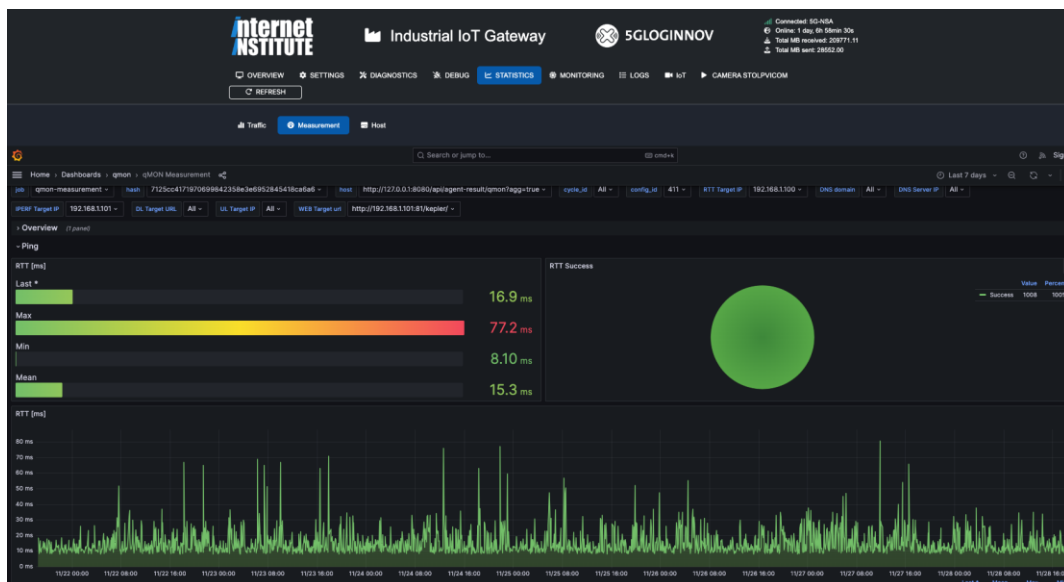 internet
INSTITUTE
Industrial IoT Gateway
5GLOGINNOV
Connected: 5G-NSA
Online: 1 day, 6h 58min 30s
Total MB received: 209771.11
Total MB sent: 28552.00
OVERVIEW SETTINGS DIAGNOSTICS DEBUG STATISTICS MONITORING LOGS IoT CAMERA STOLPVICOM
REFRESH
Traffic Measurement Host
Search or jump to... cmd+k Sig
Home › Dashboards › qmon › qMON Measurement Last 7 days
job qmon-measurement hash 7125cc4171970699842358e3e6952845418ca6a6 host http://127.0.0.1:8080/api/agent-result/qmon?agg=true cycle_id All config_id 411 RTT Target IP 192.168.1.100 DNS domain All DNS Server IP All
IPERF Target IP 192.168.1.101 DL Target URL All UL Target IP All WEB Target url http://192.168.1.101:81/kepler/
Overview (1 panel)
Ping
RTT [ms] RTT Success
Last *
16.9 ms
Max
77.2 ms
Min
8.10 ms
Mean
15.3 ms
Value Percen
Success 1008 100%
RTT [ms]
90 ms
70 ms
60 ms
50 ms
40 ms
30 ms
20 ms
10 ms
0 ms
11/22 00:00 11/22 08:00 11/22 16:00 11/23 00:00 11/23 08:00 11/23 16:00 11/24 00:00 11/24 08:00 11/24 16:00 11/25 00:00 11/25 08:00 11/25 16:00 11/26 00:00 11/26 08:00 11/26 16:00 11/27 00:00 11/27 08:00 11/27 16:00 11/28 00:00 11/28 08:00 11/28 16:0